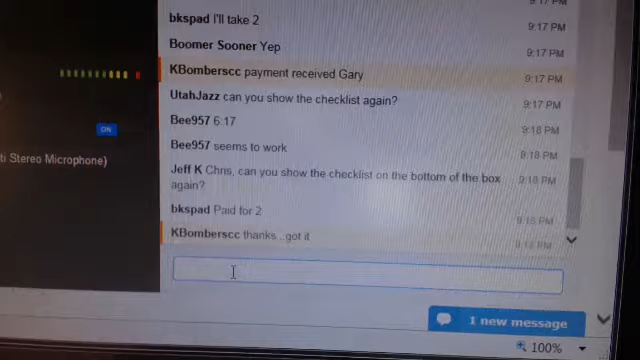 bkspad I'll take 2
9:17 PM
Boomer Sooner Yep
9:17 PM
KBomberscc payment received Gary
9:17 PM
UtahJazz can you show the checklist again?
9:17 PM
Bee957 6:17
9:18 PM
Bee957 seems to work
9:18 PM
Jeff K Chris, can you show the checklist on the bottom of the box
again?
9:18 PM
bkspad Paid for 2
9:18 PM
KBomberscc thanks...got it
9:18 PM
ON
ti Stereo Microphone)
1 new message
100%